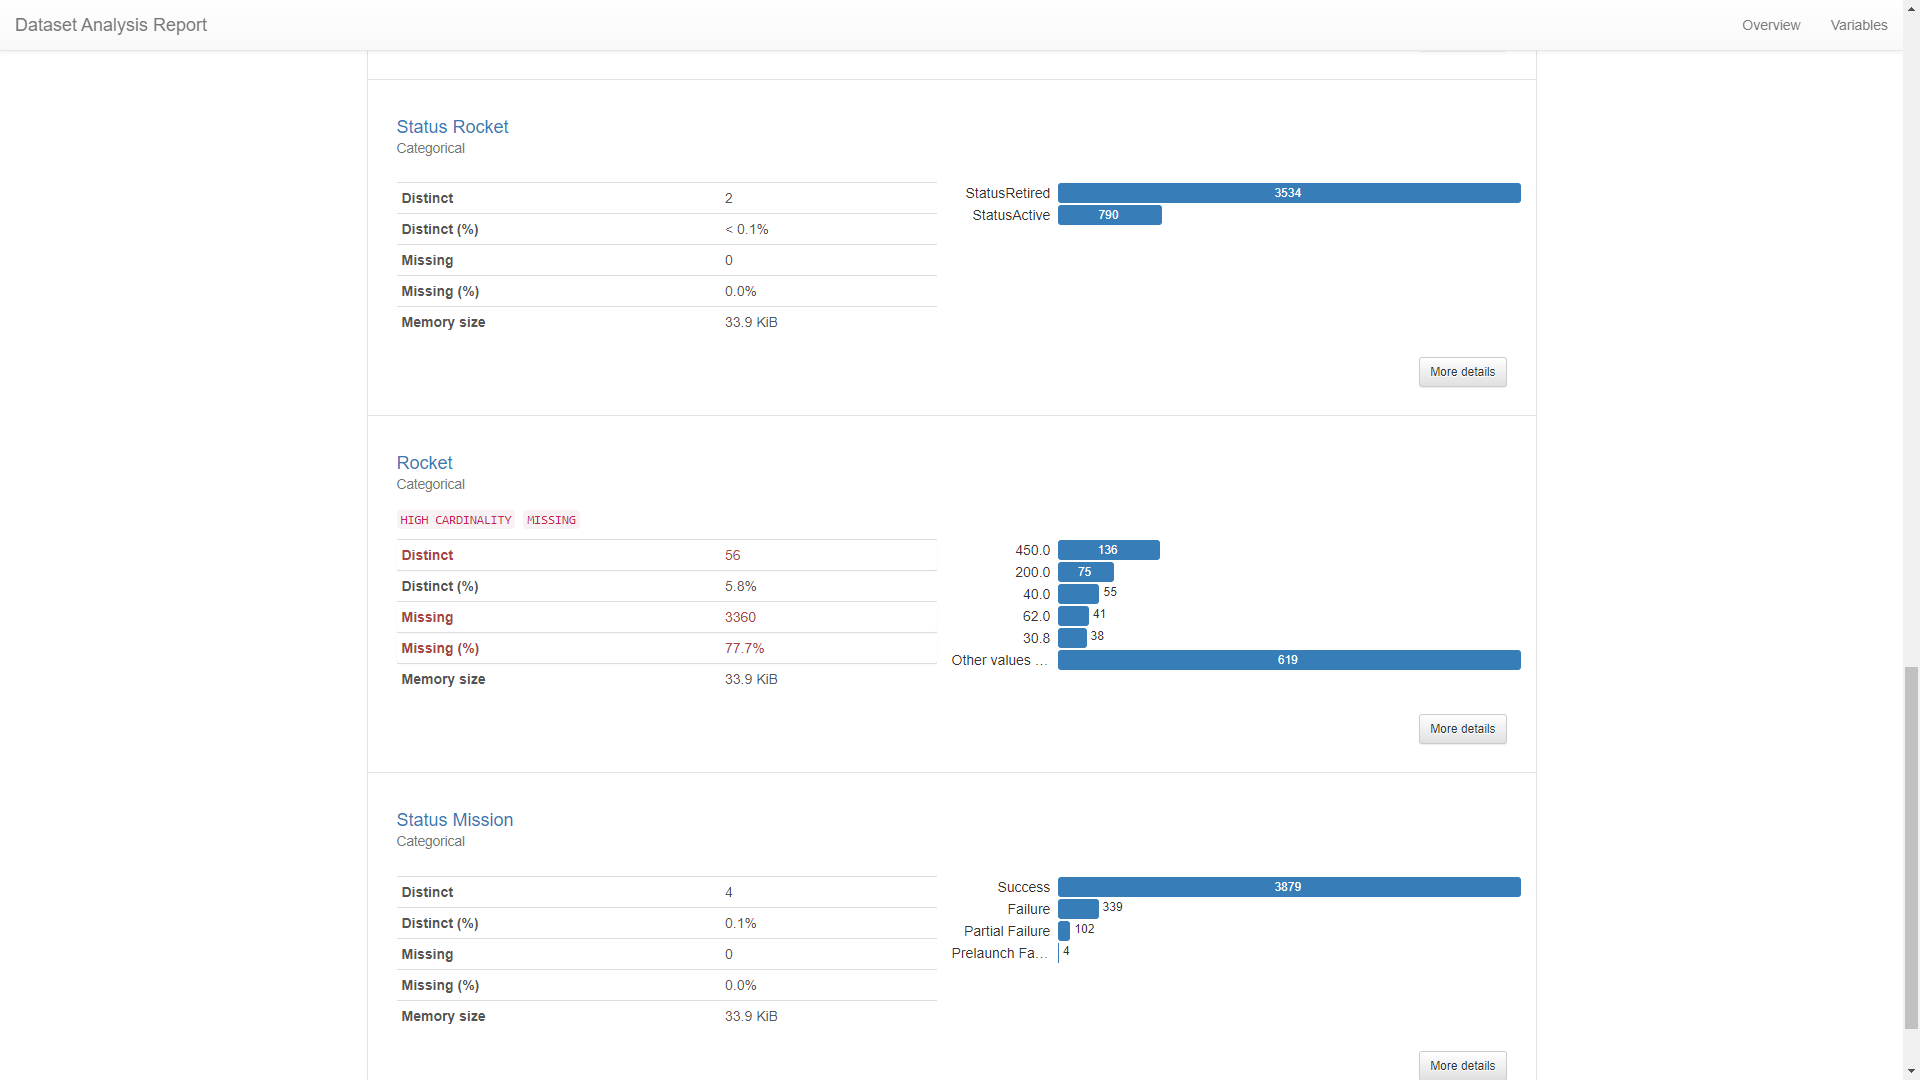 Dataset Analysis Report
Overview
Variables
Status Rocket
Categorical
Distinct 2
Distinct (%) < 0.1%
Missing 0
Missing (%) 0.0%
Memory size 33.9 KiB
StatusRetired 3534
StatusActive 790
More details
Rocket
Categorical
HIGH CARDINALITY MISSING
Distinct 56
Distinct (%) 5.8%
Missing 3360
Missing (%) 77.7%
Memory size 33.9 KiB
450.0 136
200.0 75
40.0 55
62.0 41
30.8 38
Other values ... 619
More details
Status Mission
Categorical
Distinct 4
Distinct (%) 0.1%
Missing 0
Missing (%) 0.0%
Memory size 33.9 KiB
Success 3879
Failure 339
Partial Failure 102
Prelaunch Fa... 4
More details